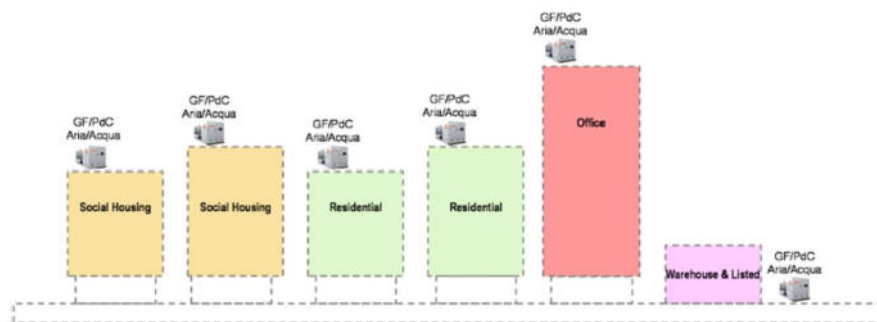 GF/PdC
Aria/Acqua
GF/PdC
Aria/Acqua
GF/PdC
Aria/Acqua
GF/PdC
Aria/Acqua
GF/PdC
Aria/Acqua
Office
Social Housing
Social Housing
Residential
Residential
Warehouse & Listed
GF/PdC
Aria/Acqua